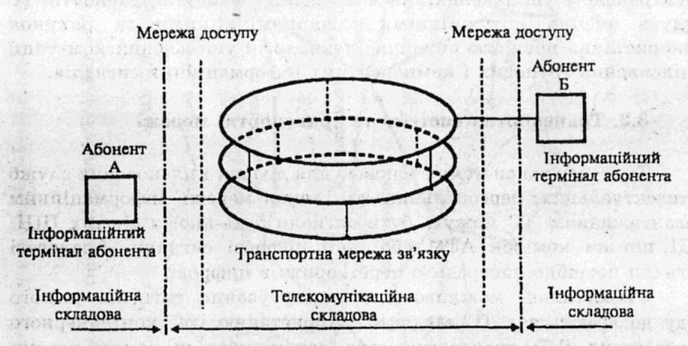 Мережа доступу
Мережа доступу
Абонент
Б
Абонент
А
Інформаційний
термінал абонента
Інформаційний
термінал абонента
Транспортна мережа зв’язку
Інформаційна
складова
Телекомунікаційна
складова
Інформаційна
складова